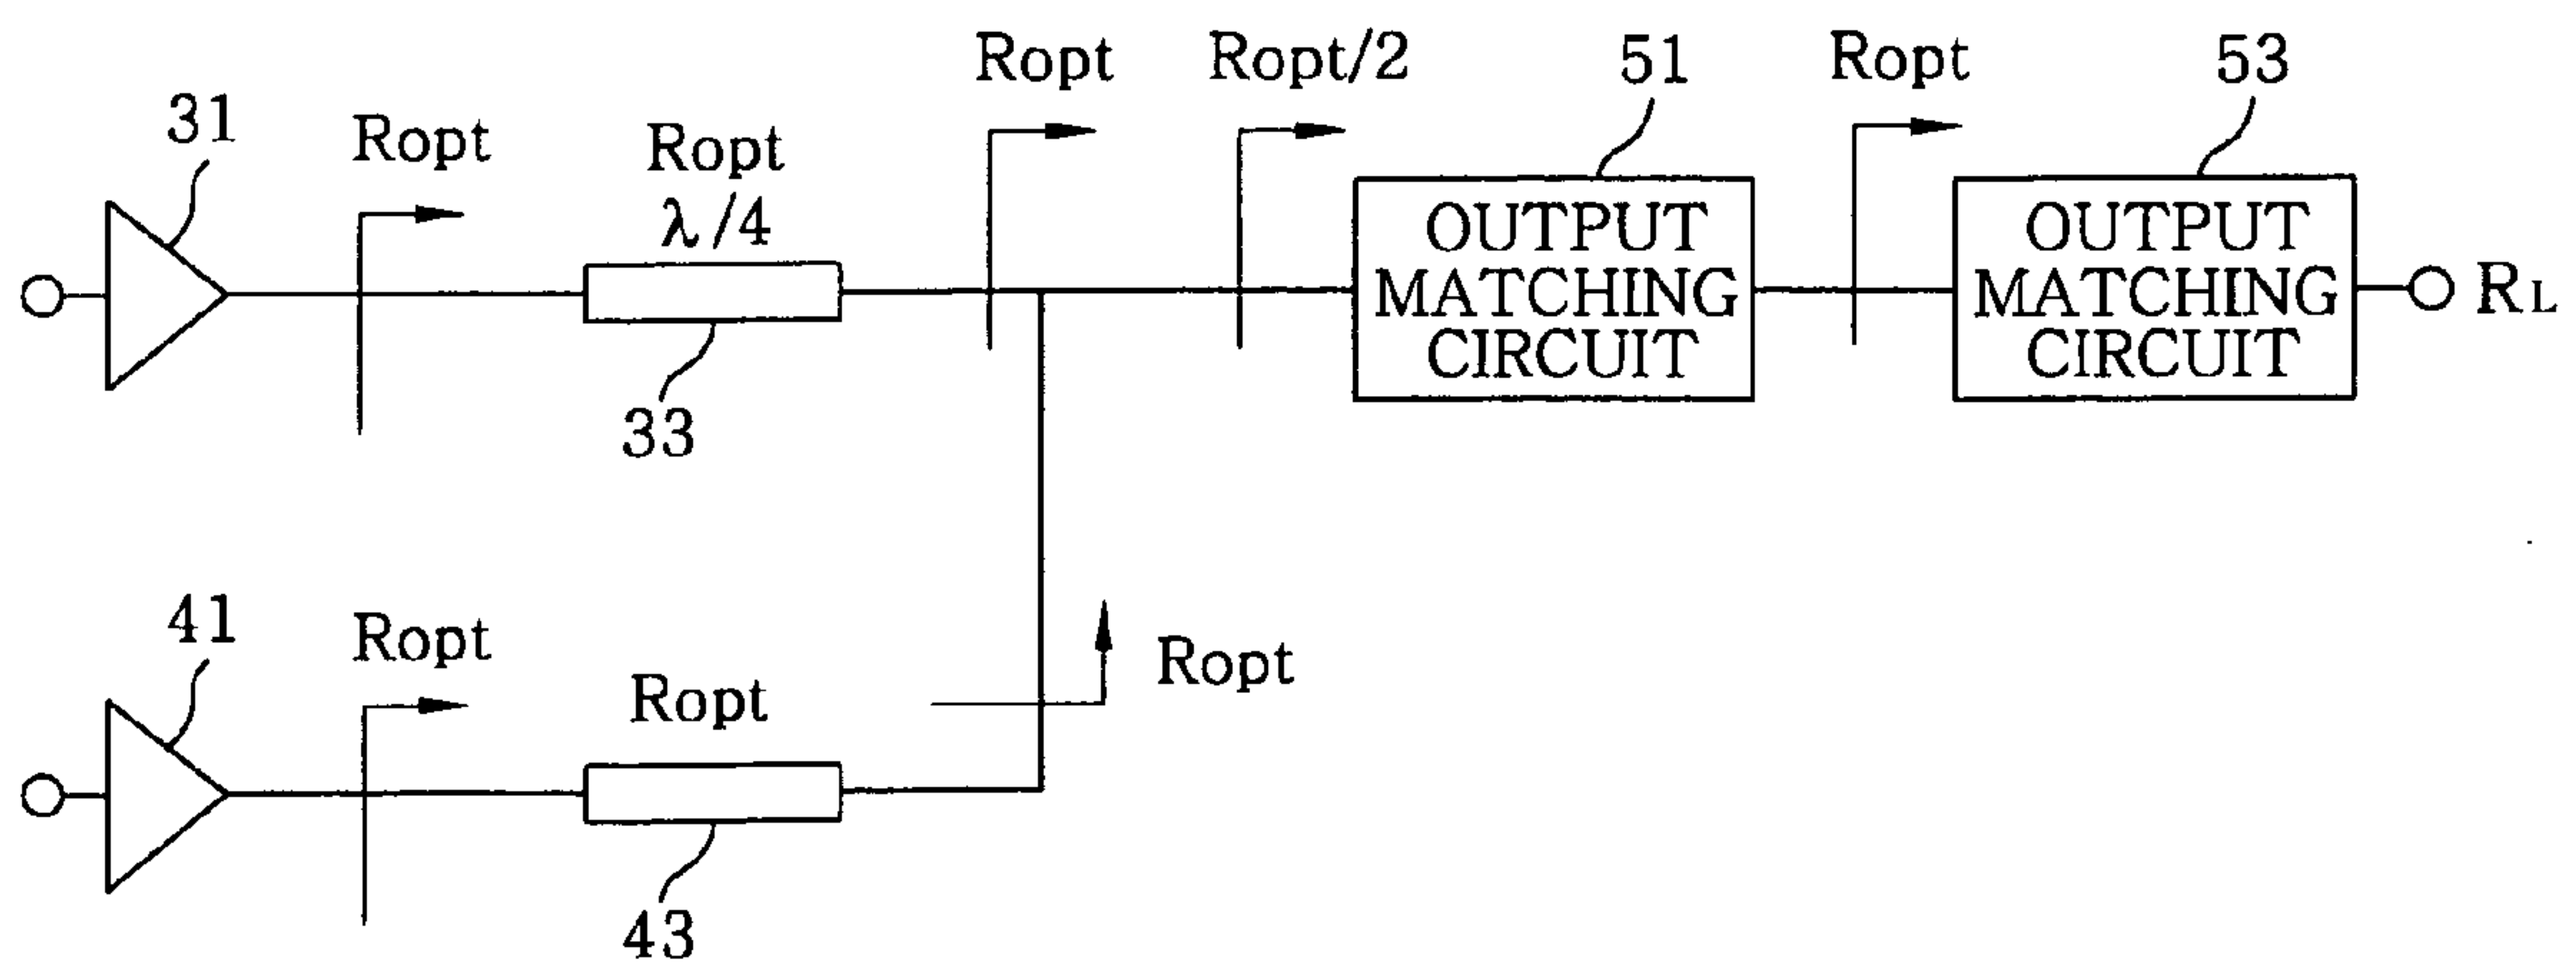 31
Ropt
Ropt
λ/4
33
Ropt
Ropt/2
51
OUTPUT
MATCHING
CIRCUIT
Ropt
53
OUTPUT
MATCHING
CIRCUIT
RL
41
Ropt
Ropt
43
Ropt